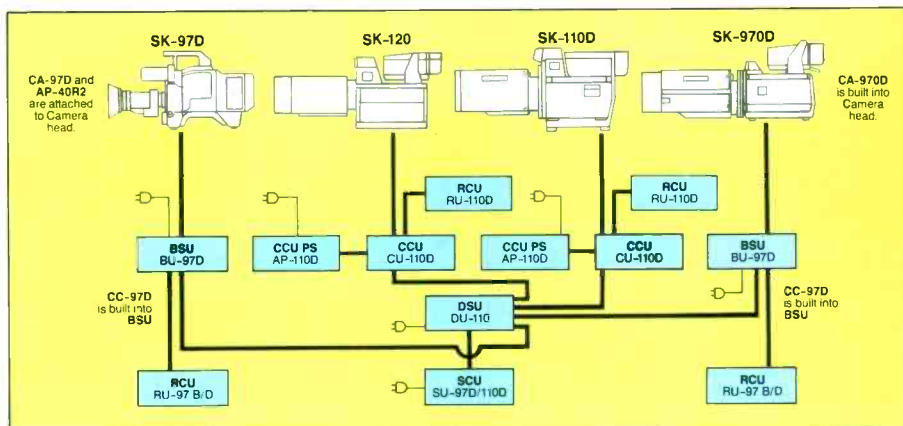 SK-97D
SK-120
SK-110D
SK-970D
CA-97D and
AP-40R2
are attached
to Camera
head.
CA-970D
is built into
Camera
head.
RCU
RU-110D
RCU
RU-110D
BSU
BU-97D
CCU PS
AP-110D
CCU
CU-110D
CCU PS
AP-110D
CCU
CU-110D
BSU
BU-97D
CC-97D
is built into
BSU
DSU
DU-110
CC-97D
is built into
BSU
RCU
RU-97 B/D
SCU
SU-97D/110D
RCU
RU-97 B/D